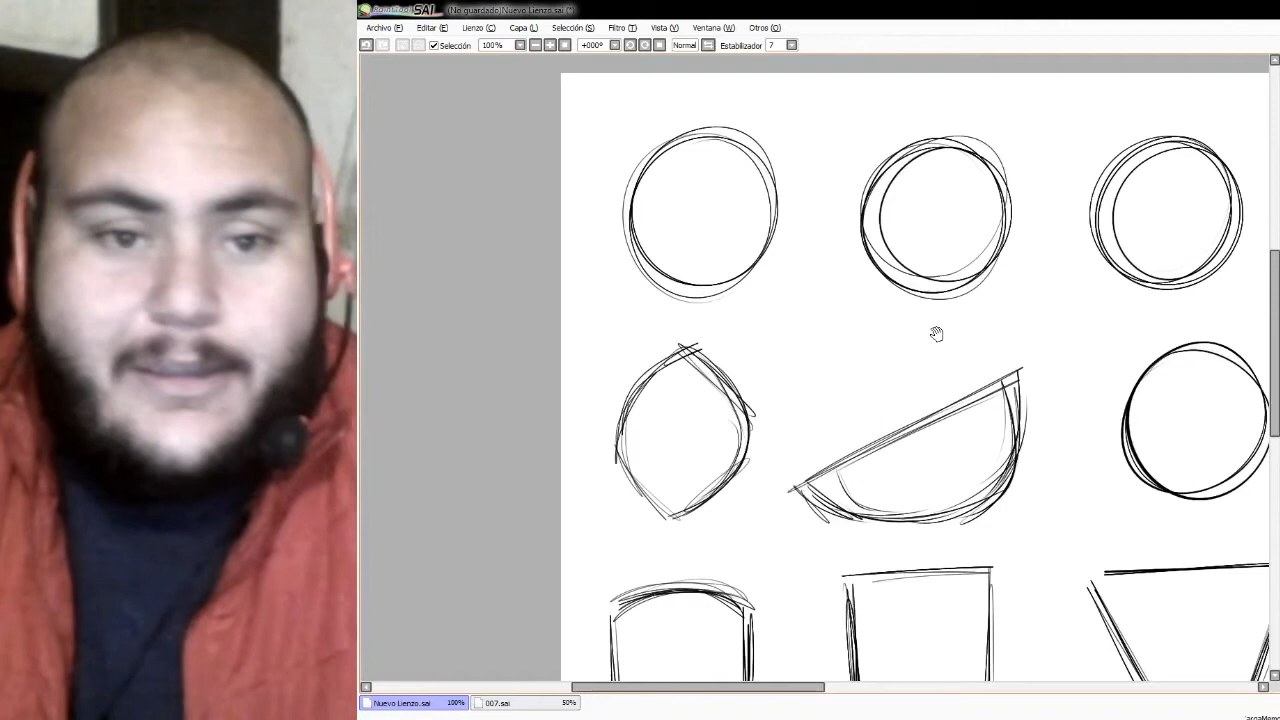 PaintTool SAI (No guardado)Nuevo Lienzo.sai (*)
Archivo (E) Editar (E) Lienzo (C) Capa (L) Selección (S) Filtro (T) Vista (V) Ventana (W) Otros (O)
Selección 100% +000° Normal Estabilizador 7
Nuevo Lienzo.sai 100% 007.sai 50%